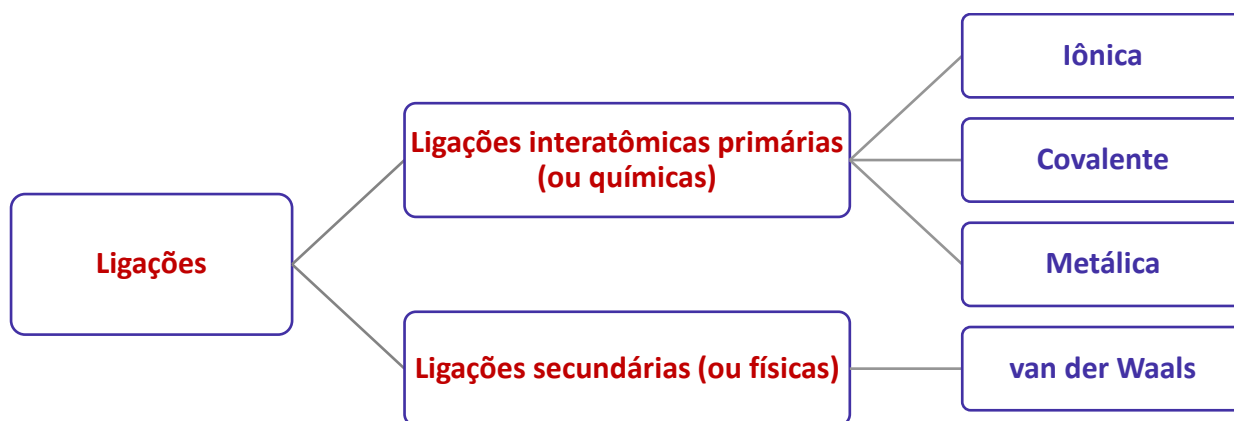 Ligações
Ligações interatômicas primárias
(ou químicas)
Iônica
Covalente
Metálica
Ligações secundárias (ou físicas)
van der Waals